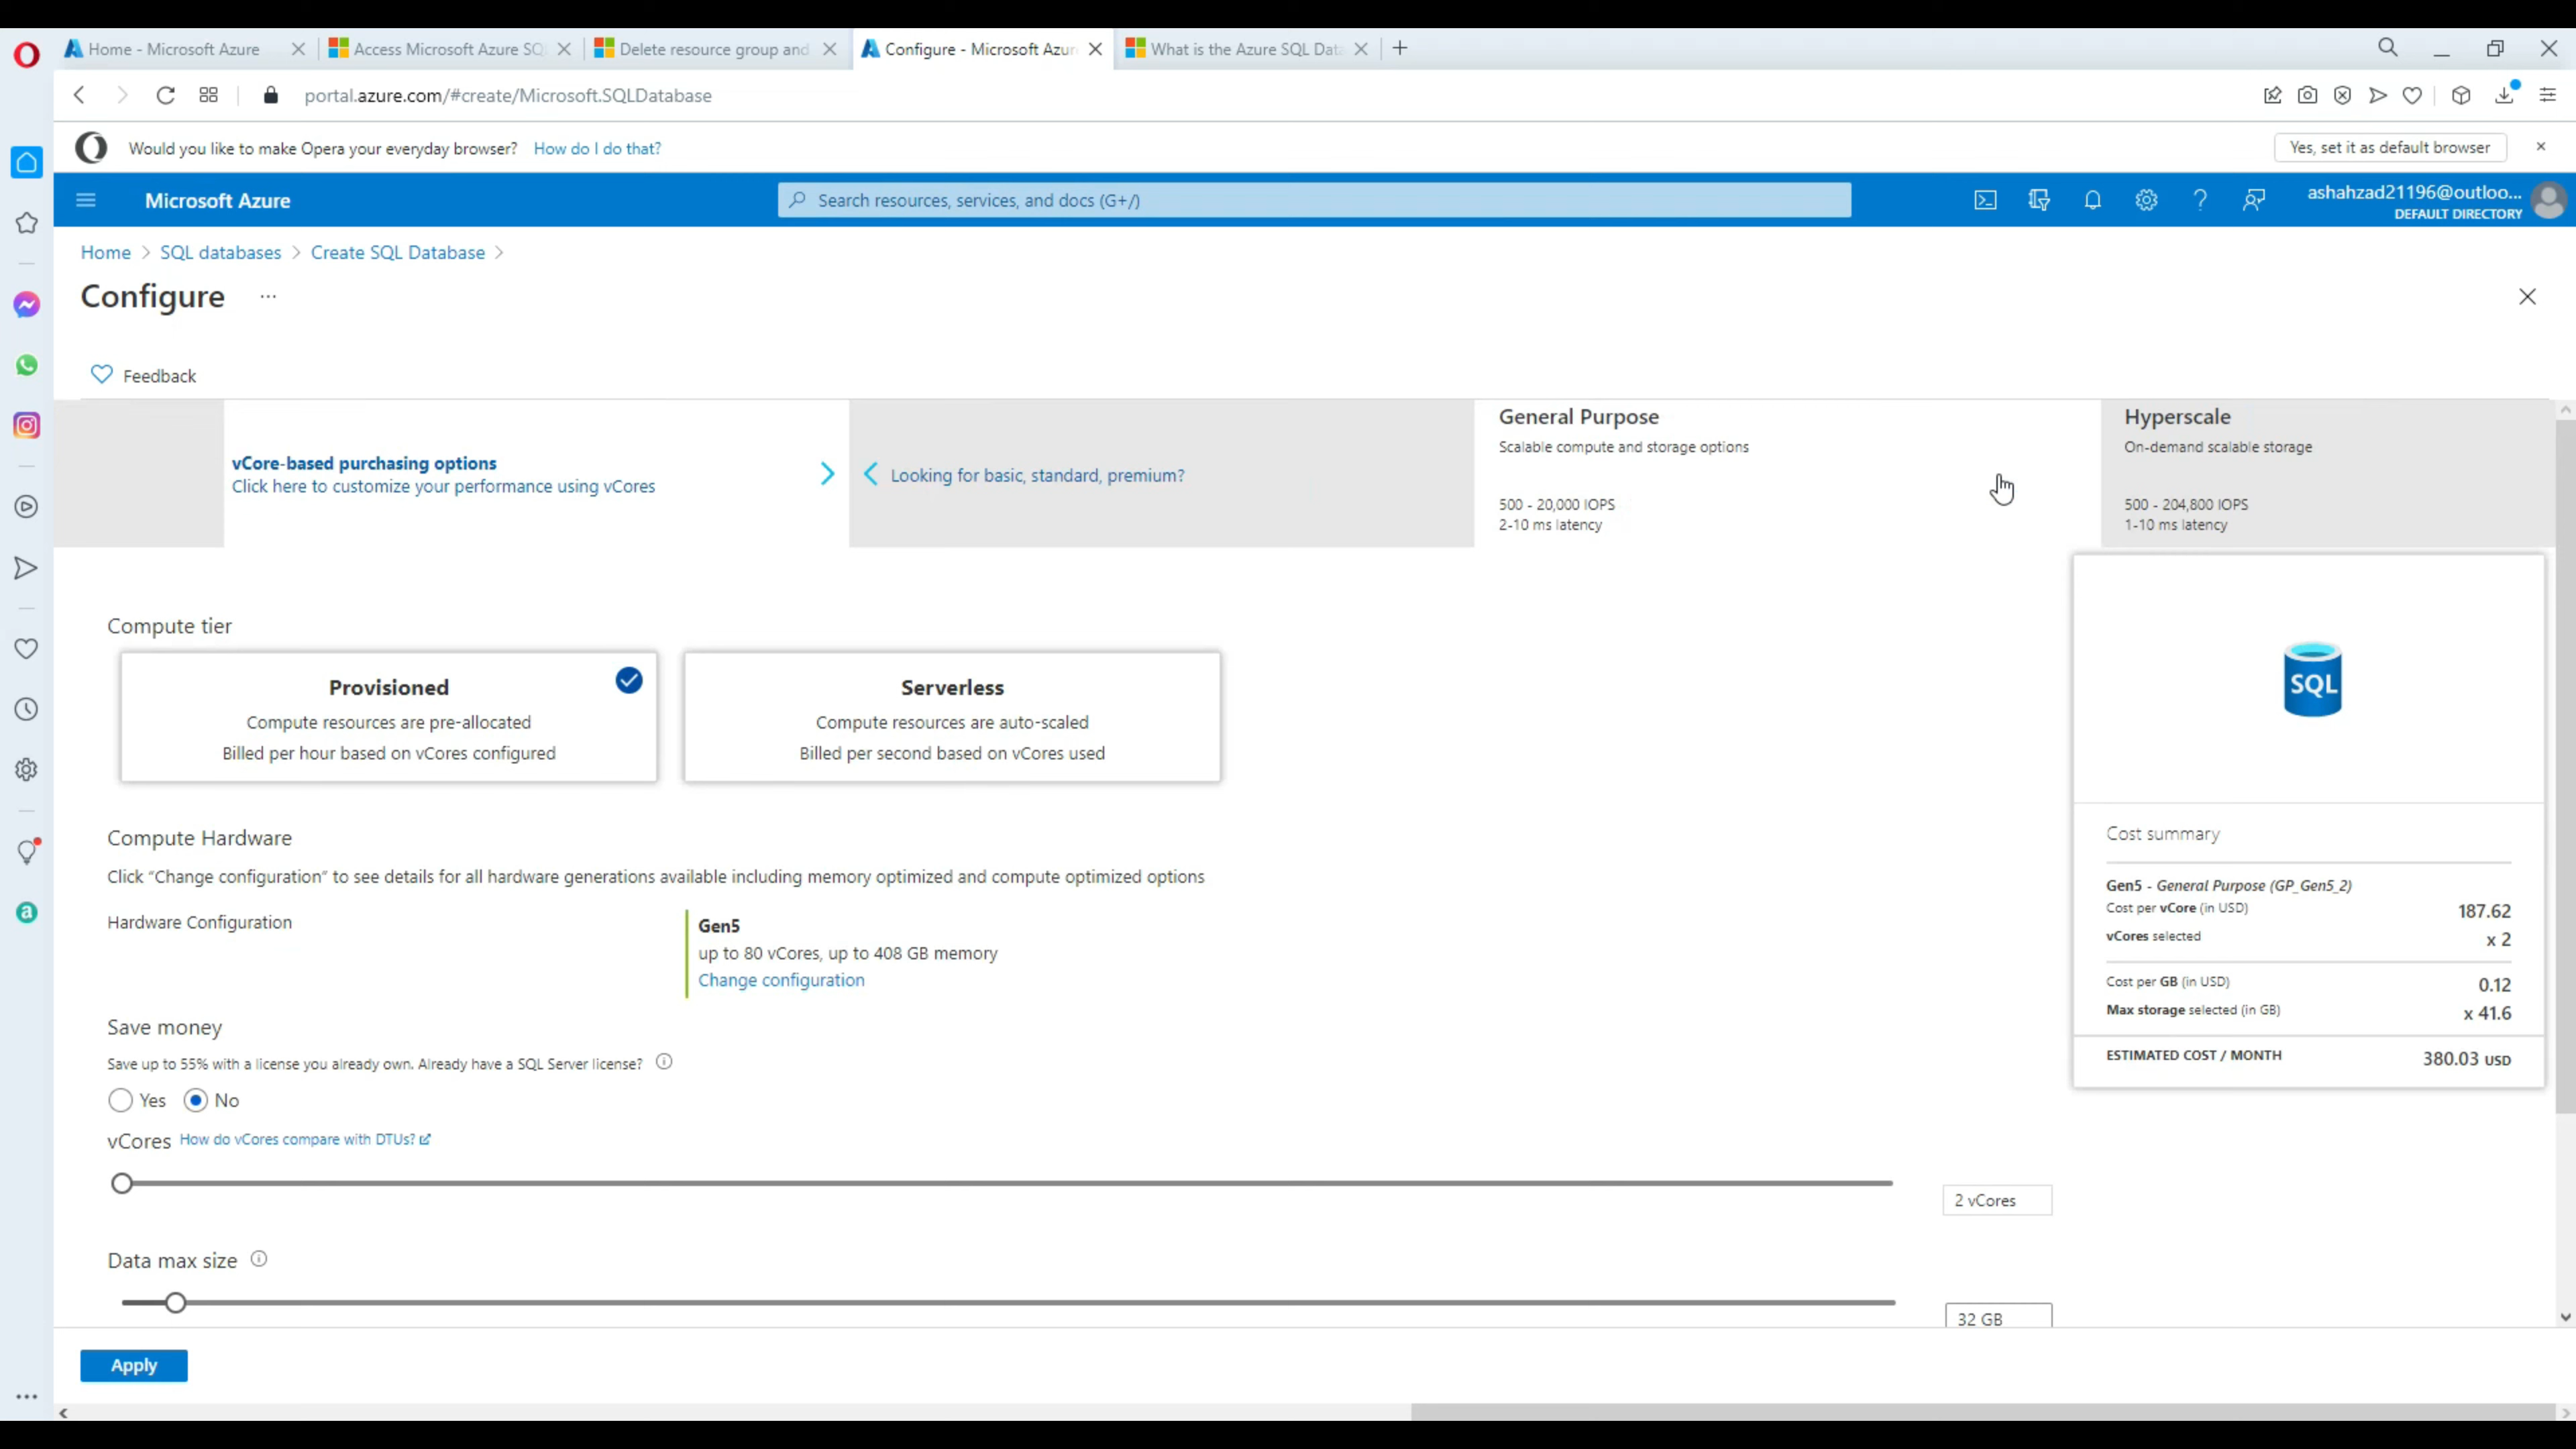 Home - Microsoft Azure
Access Microsoft Azure SQ
Delete resource group and
Configure - Microsoft Azur
What is the Azure SQL Data
portal.azure.com/#create/Microsoft.SQLDatabase
Would you like to make Opera your everyday browser? How do I do that?
Yes, set it as default browser
Microsoft Azure
Search resources, services, and docs (G+/)
ashahzad21196@outloo...
DEFAULT DIRECTORY
Home > SQL databases > Create SQL Database >
Configure ...
Feedback
vCore-based purchasing options
Click here to customize your performance using vCores
Looking for basic, standard, premium?
General Purpose
Scalable compute and storage options
500 - 20,000 IOPS
2-10 ms latency
Hyperscale
On-demand scalable storage
500 - 204,800 IOPS
1-10 ms latency
Compute tier
Provisioned
Compute resources are pre-allocated
Billed per hour based on vCores configured
Serverless
Compute resources are auto-scaled
Billed per second based on vCores used
SQL
Compute Hardware
Click "Change configuration" to see details for all hardware generations available including memory optimized and compute optimized options
Hardware Configuration
Gen5
up to 80 vCores, up to 408 GB memory
Change configuration
Cost summary
Gen5 - General Purpose (GP_Gen5_2)
Cost per vCore (in USD) 187.62
vCores selected x 2
Cost per GB (in USD) 0.12
Max storage selected (in GB) x 41.6
ESTIMATED COST / MONTH 380.03 USD
Save money
Save up to 55% with a license you already own. Already have a SQL Server license?
Yes No
vCores How do vCores compare with DTUs?
2 vCores
Data max size
32 GB
Apply